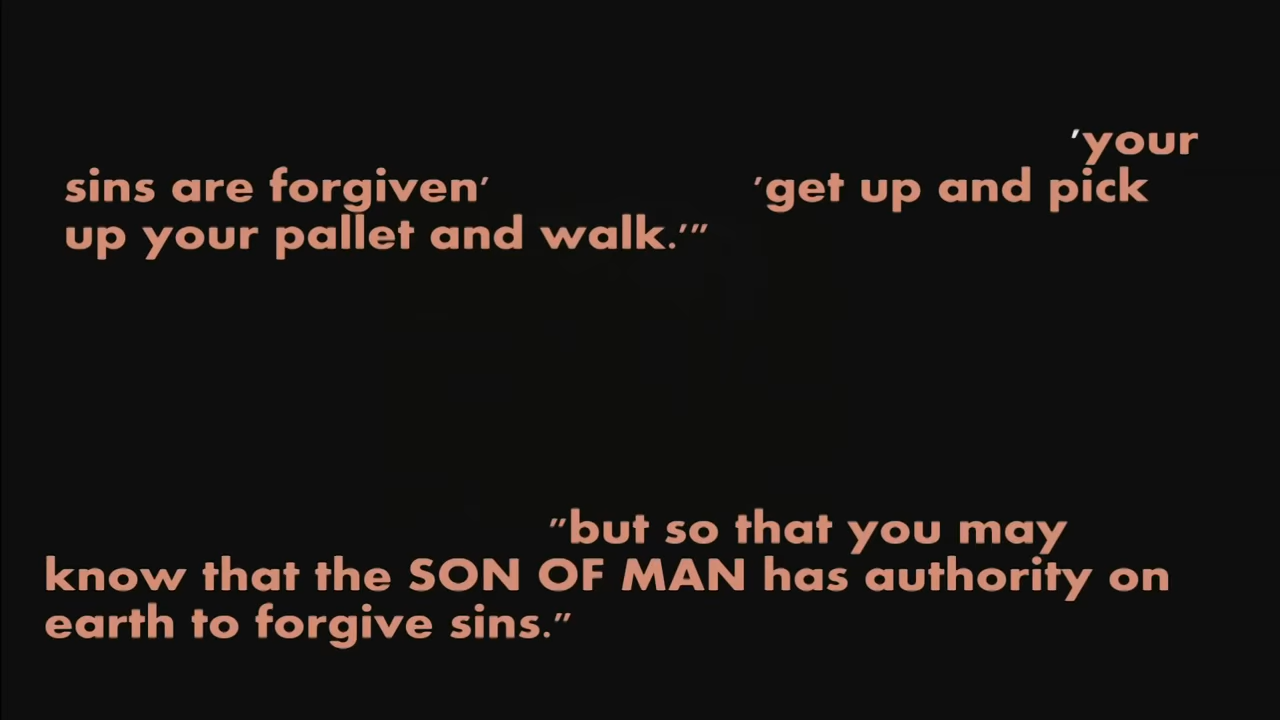 'your
sins are forgiven' 'get up and pick
up your pallet and walk.'"
"but so that you may
know that the SON OF MAN has authority on
earth to forgive sins."